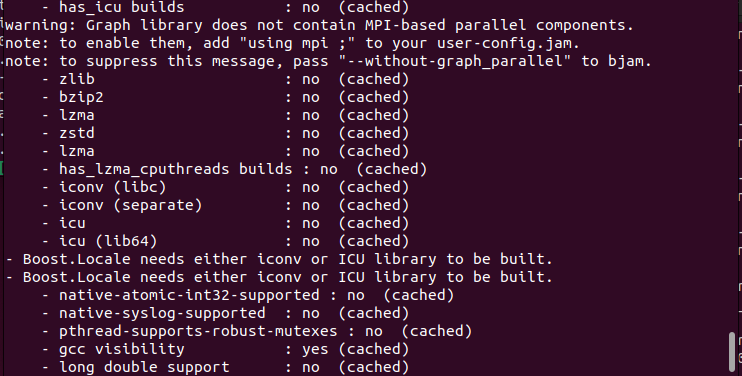 - has_icu builds           : no  (cached)
warning: Graph library does not contain MPI-based parallel components.
note: to enable them, add "using mpi ;" to your user-config.jam.
note: to suppress this message, pass "--without-graph_parallel" to bjam.
    - zlib                     : no  (cached)
    - bzip2                    : no  (cached)
    - lzma                     : no  (cached)
    - zstd                     : no  (cached)
    - lzma                     : no  (cached)
    - has_lzma_cputhreads builds : no  (cached)
    - iconv (libc)             : no  (cached)
    - iconv (separate)         : no  (cached)
    - icu                      : no  (cached)
    - icu (lib64)              : no  (cached)
- Boost.Locale needs either iconv or ICU library to be built.
- Boost.Locale needs either iconv or ICU library to be built.
    - native-atomic-int32-supported : no  (cached)
    - native-syslog-supported  : no  (cached)
    - pthread-supports-robust-mutexes : no  (cached)
    - gcc visibility           : yes (cached)
    - long double support      : no  (cached)